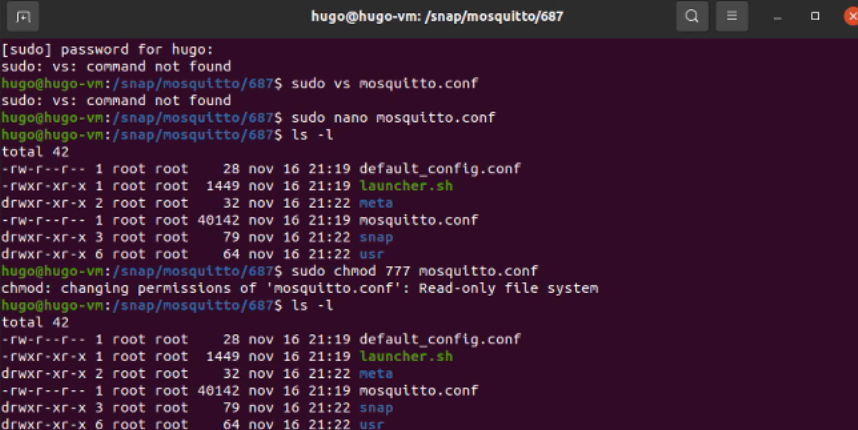 hugo@hugo-vm: /snap/mosquitto/687
[sudo] password for hugo:
sudo: vs: command not found
hugo@hugo-vm:/snap/mosquitto/687$ sudo vs mosquitto.conf
sudo: vs: command not found
hugo@hugo-vm:/snap/mosquitto/687$ sudo nano mosquitto.conf
hugo@hugo-vm:/snap/mosquitto/687$ ls -l
total 42
-rw-r--r-- 1 root root    28 nov 16 21:19 default_config.conf
-rwxr-xr-x 1 root root  1449 nov 16 21:19 launcher.sh
drwxr-xr-x 2 root root    32 nov 16 21:22 meta
-rw-r--r-- 1 root root 40142 nov 16 21:19 mosquitto.conf
drwxr-xr-x 3 root root    79 nov 16 21:22 snap
drwxr-xr-x 6 root root    64 nov 16 21:22 usr
hugo@hugo-vm:/snap/mosquitto/687$ sudo chmod 777 mosquitto.conf
chmod: changing permissions of 'mosquitto.conf': Read-only file system
hugo@hugo-vm:/snap/mosquitto/687$ ls -l
total 42
-rw-r--r-- 1 root root    28 nov 16 21:19 default_config.conf
-rwxr-xr-x 1 root root  1449 nov 16 21:19 launcher.sh
drwxr-xr-x 2 root root    32 nov 16 21:22 meta
-rw-r--r-- 1 root root 40142 nov 16 21:19 mosquitto.conf
drwxr-xr-x 3 root root    79 nov 16 21:22 snap
drwxr-xr-x 6 root root    64 nov 16 21:22 usr